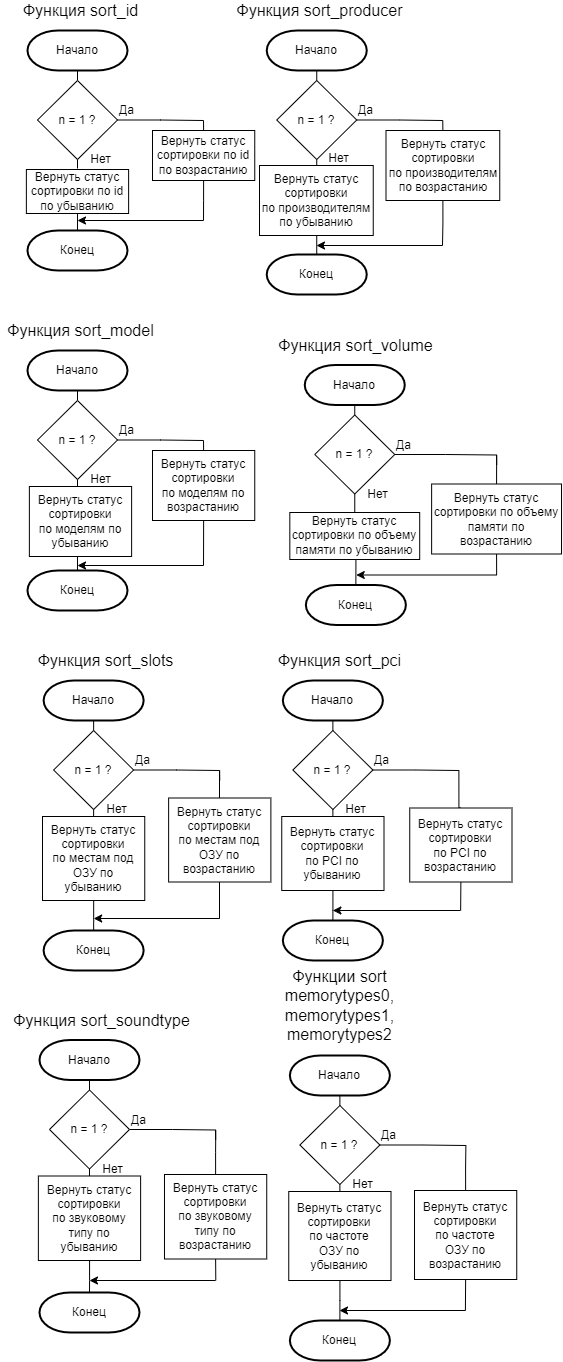 Функция sort_id
Начало
n = 1 ?
Да
Нет
Вернуть статус
сортировки по id
по возрастанию
Вернуть статус
сортировки по id
по убыванию
Конец
Функция sort_producer
Начало
n = 1 ?
Да
Нет
Вернуть статус
сортировки
по производителям
по возрастанию
Вернуть статус
сортировки
по производителям
по убыванию
Конец
Функция sort_model
Начало
n = 1 ?
Да
Нет
Вернуть статус
сортировки
по моделям по
возрастанию
Вернуть статус
сортировки
по моделям по
убыванию
Конец
Функция sort_volume
Начало
n = 1 ?
Да
Нет
Вернуть статус
сортировки по объему
памяти по
возрастанию
Вернуть статус
сортировки по объему
памяти по убыванию
Конец
Функция sort_slots
Начало
n = 1 ?
Да
Нет
Вернуть статус
сортировки
по местам под
ОЗУ по
возрастанию
Вернуть статус
сортировки
по местам под
ОЗУ по
убыванию
Конец
Функция sort_pci
Начало
n = 1 ?
Да
Нет
Вернуть статус
сортировки
по PCI по
возрастанию
Вернуть статус
сортировки
по PCI по
убыванию
Конец
Функция sort_soundtype
Начало
n = 1 ?
Да
Нет
Вернуть статус
сортировки
по звуковому
типу по
возрастанию
Вернуть статус
сортировки
по звуковому
типу по
убыванию
Конец
Функции sort
memorytypes0,
memorytypes1,
memorytypes2
Начало
n = 1 ?
Да
Нет
Вернуть статус
сортировки
по частоте
ОЗУ по
возрастанию
Вернуть статус
сортировки
по частоте
ОЗУ по
убыванию
Конец